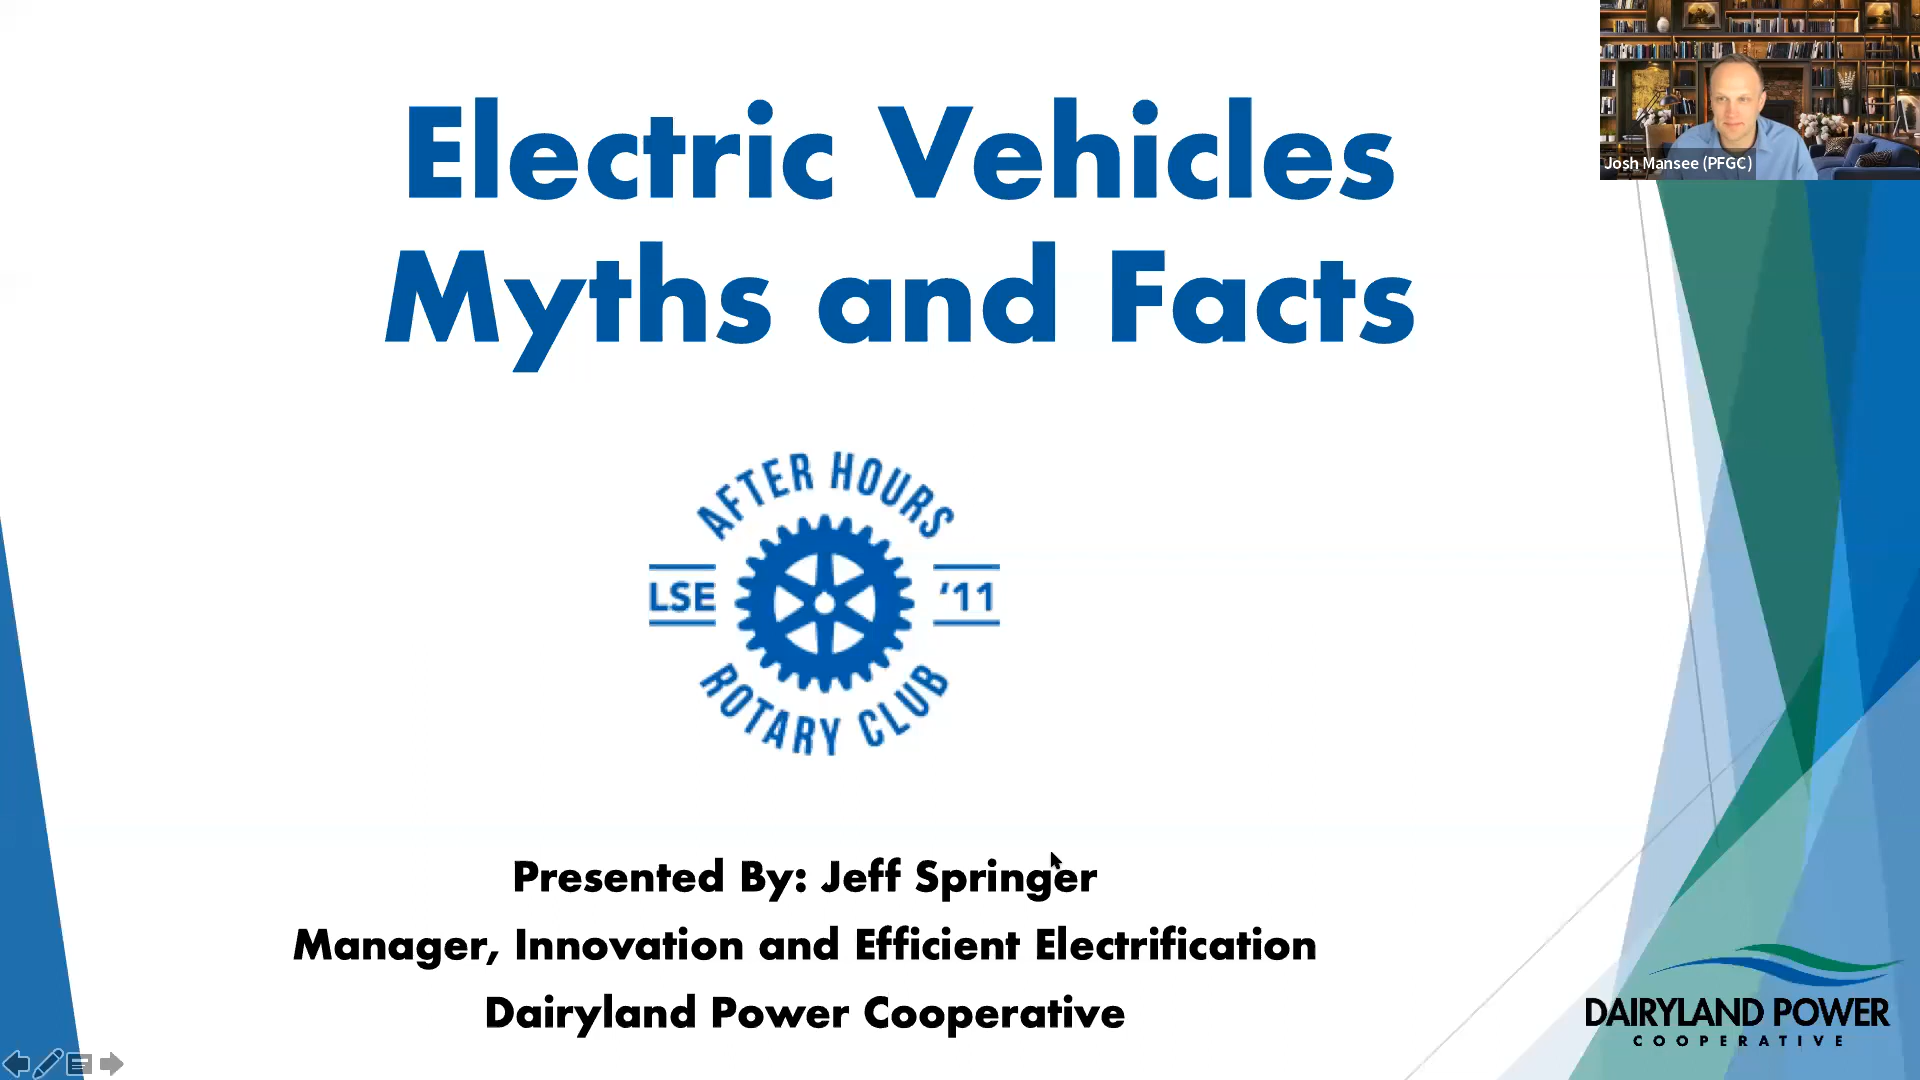 Electric Vehicles
Myths and Facts
Josh Mansee (PFGC)
AFTER HOURS
LSE
'11
ROTARY CLUB
Presented By: Jeff Springer
Manager, Innovation and Efficient Electrification
Dairyland Power Cooperative
DAIRYLAND POWER
COOPERATIVE